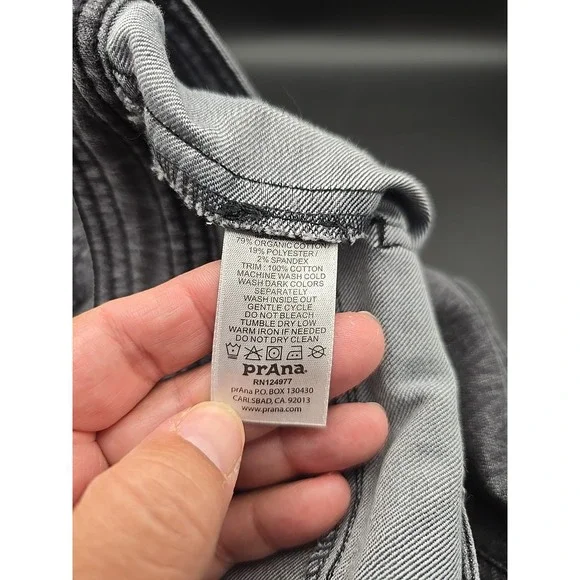 79% ORGANIC COTTON
19% POLYESTER /
2% SPANDEX
TRIM : 100% COTTON
MACHINE WASH COLD
WASH DARK COLORS
SEPARATELY
WASH INSIDE OUT
GENTLE CYCLE
DO NOT BLEACH
TUMBLE DRY LOW
WARM IRON IF NEEDED
DO NOT DRY CLEAN
prAna
RN124977
prAna P.O. BOX 130430
CARLSBAD, CA. 92013
www.prana.com